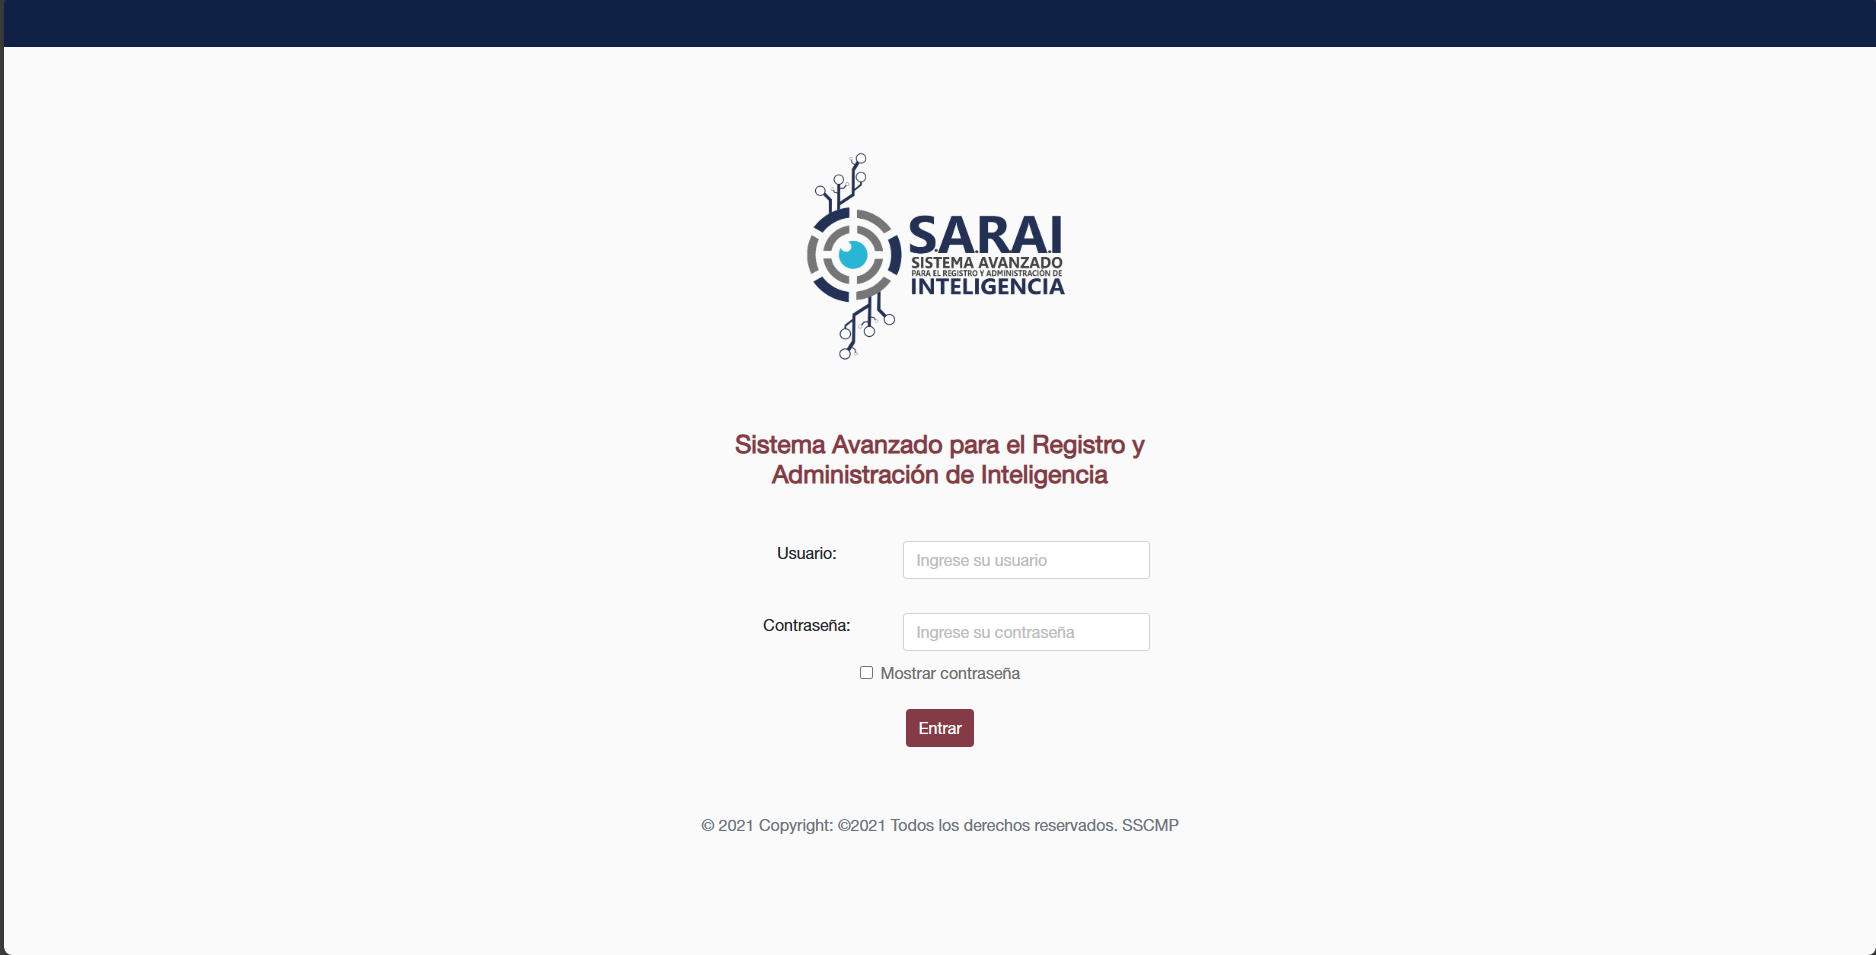 S.A.R.A.I
SISTEMA AVANZADO
PARA EL REGISTRO Y ADMINISTRACIÓN DE
INTELIGENCIA
Sistema Avanzado para el Registro y
Administración de Inteligencia
Usuario:
Ingrese su usuario
Contraseña:
Ingrese su contraseña
Mostrar contraseña
Entrar
© 2021 Copyright: ©2021 Todos los derechos reservados. SSCMP